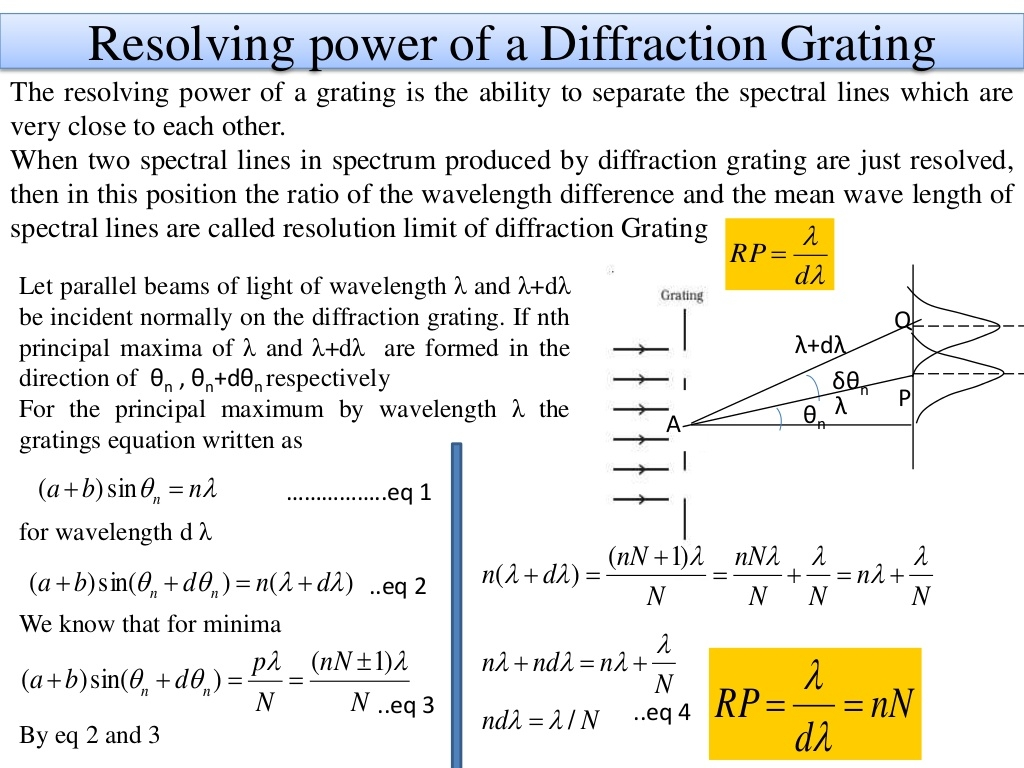 Resolving power of a Diffraction Grating
The resolving power of a grating is the ability to separate the spectral lines which are
very close to each other.
When two spectral lines in spectrum produced by diffraction grating are just resolved,
then in this position the ratio of the wavelength difference and the mean wave length of
spectral lines are called resolution limit of diffraction Grating
RP = λ / dλ
Let parallel beams of light of wavelength λ and λ+dλ
be incident normally on the diffraction grating. If nth
principal maxima of λ and λ+dλ are formed in the
direction of θₙ , θₙ+dθₙ respectively
For the principal maximum by wavelength λ the
gratings equation written as
(a + b) sin θₙ = nλ ……………..eq 1
for wavelength d λ
(a + b) sin(θₙ + dθₙ) = n(λ + dλ) ..eq 2
We know that for minima
(a + b) sin(θₙ + dθₙ) = pλ / N = (nN ± 1)λ / N ..eq 3
By eq 2 and 3
Grating
Q
λ+dλ
δθₙ
P
λ
θₙ
A
n(λ + dλ) = (nN + 1)λ / N = nNλ / N + λ / N = nλ + λ / N
nλ + ndλ = nλ + λ / N
ndλ = λ / N ..eq 4
RP = λ / dλ = nN